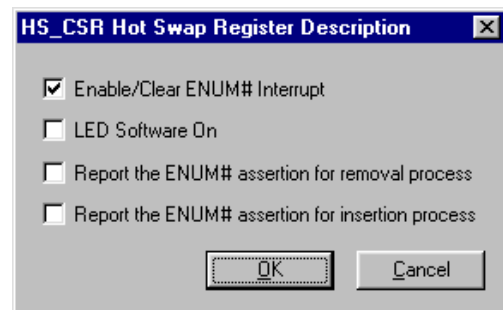 HS_CSR Hot Swap Register Description
Enable/Clear ENUM# Interrupt
LED Software On
Report the ENUM# assertion for removal process
Report the ENUM# assertion for insertion process
OK Cancel